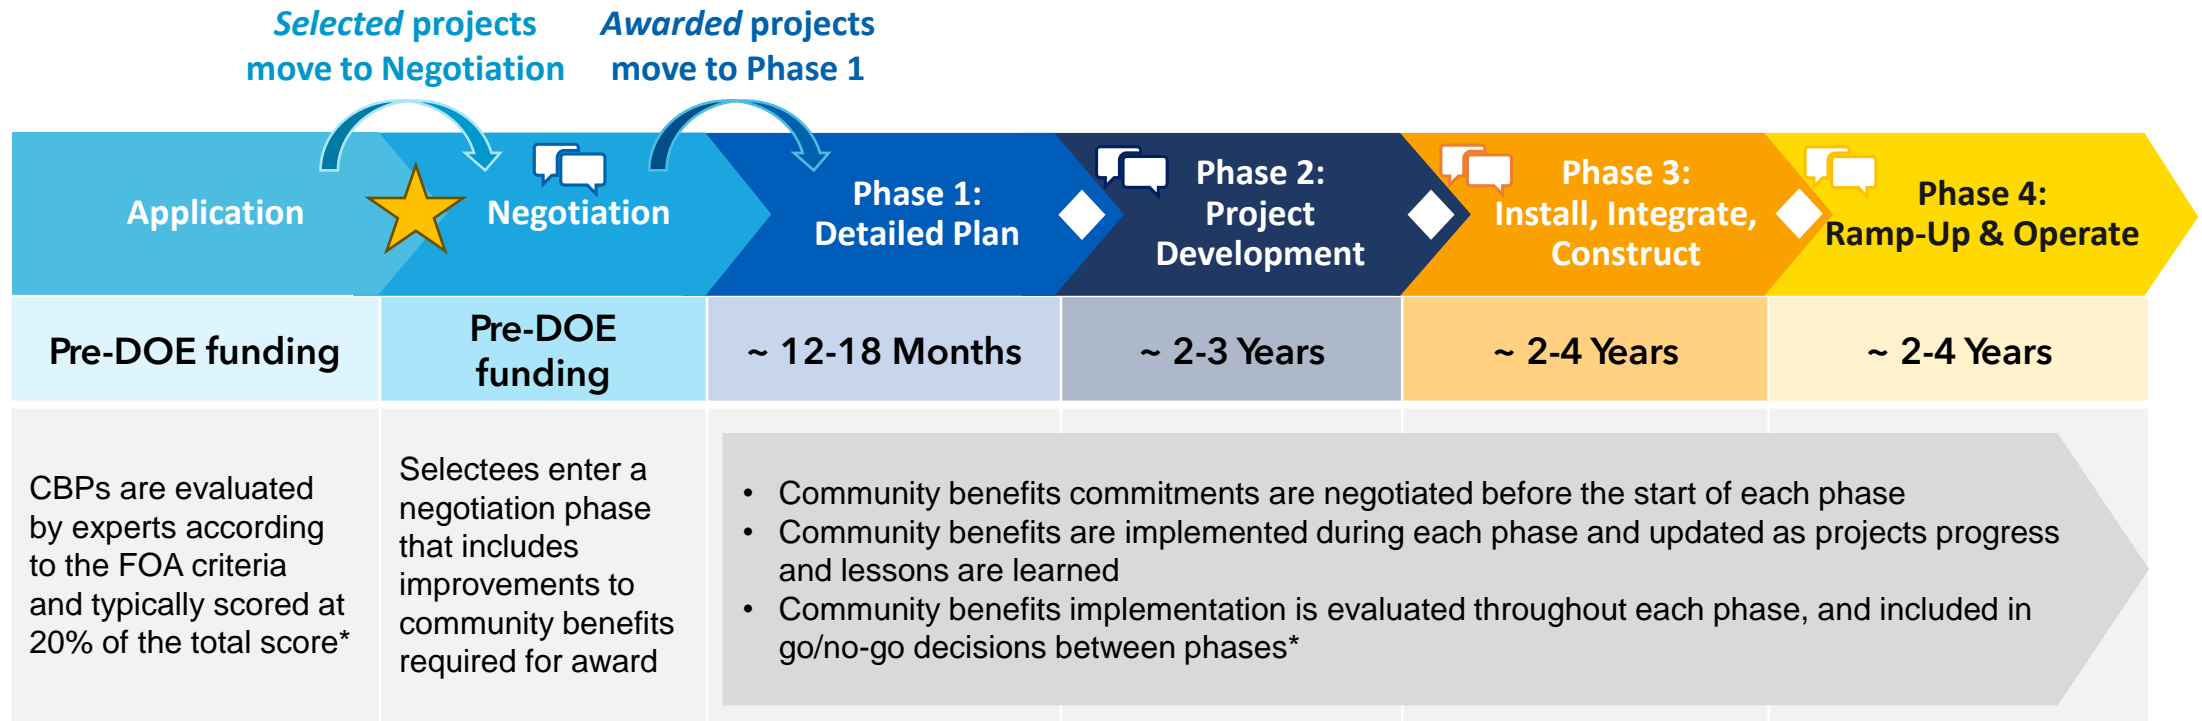 Selected projects
move to Negotiation
Awarded projects
move to Phase 1
Application
Negotiation
Phase 1:
Detailed Plan
Phase 2:
Project
Development
Phase 3:
Install, Integrate,
Construct
Phase 4:
Ramp-Up & Operate
Pre-DOE funding
Pre-DOE
funding
~ 12-18 Months
~ 2-3 Years
~ 2-4 Years
~ 2-4 Years
CBPs are evaluated
by experts according
to the FOA criteria
and typically scored at
20% of the total score*
Selectees enter a
negotiation phase
that includes
improvements to
community benefits
required for award
• Community benefits commitments are negotiated before the start of each phase
• Community benefits are implemented during each phase and updated as projects progress
and lessons are learned
• Community benefits implementation is evaluated throughout each phase, and included in
go/no-go decisions between phases*